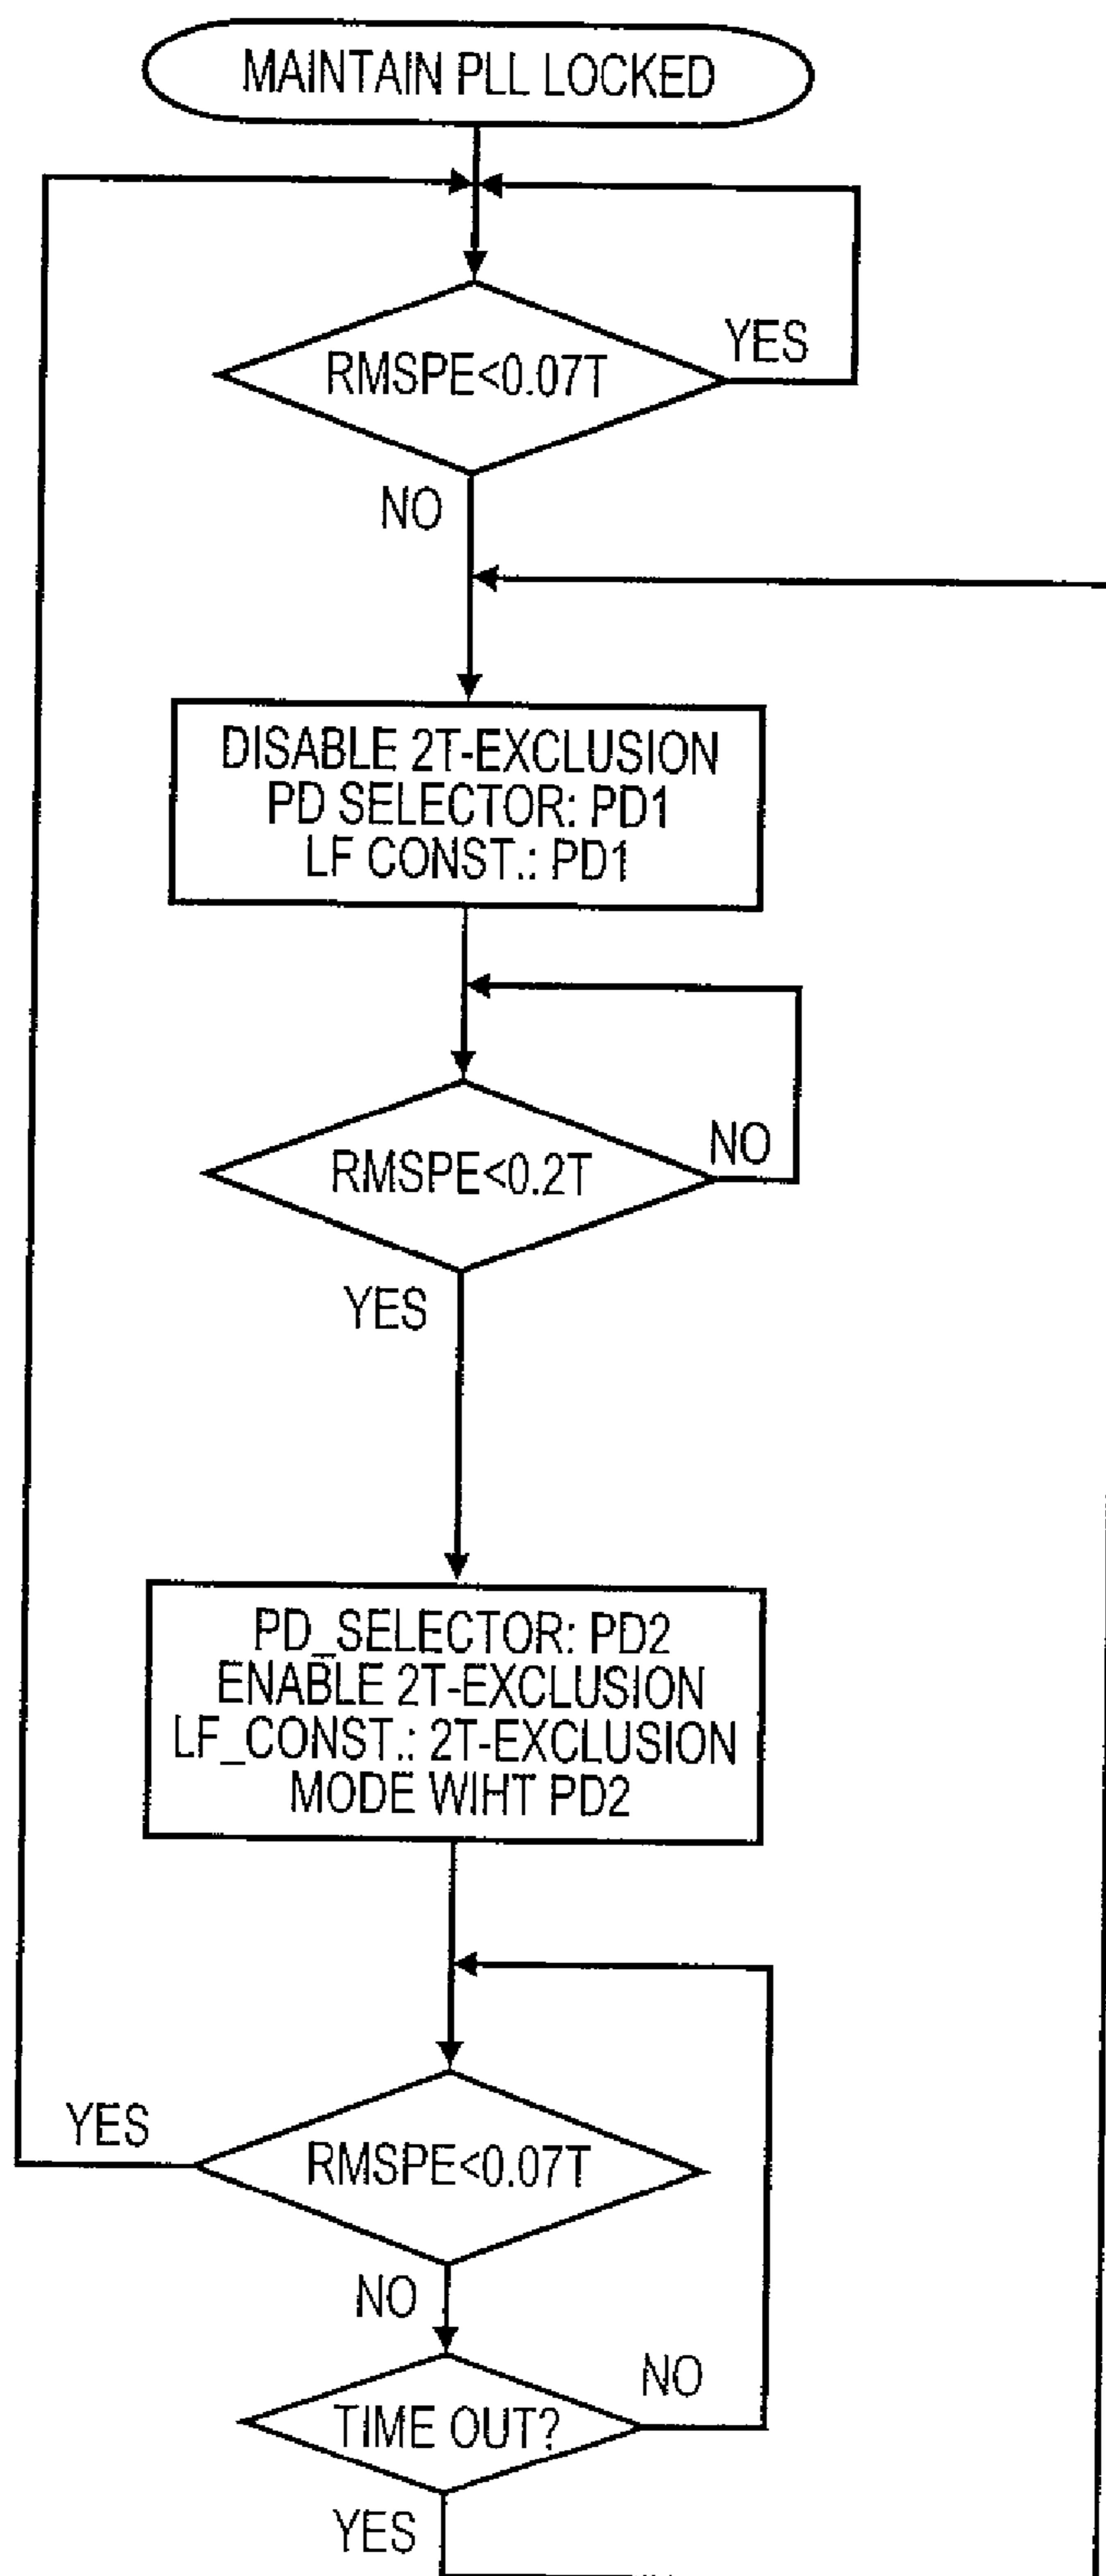 MAINTAIN PLL LOCKED
RMSPE<0.07T
YES
NO
DISABLE 2T-EXCLUSION
PD SELECTOR: PD1
LF CONST.: PD1
RMSPE<0.2T
NO
YES
PD_SELECTOR: PD2
ENABLE 2T-EXCLUSION
LF_CONST.: 2T-EXCLUSION
MODE WIHT PD2
YES
RMSPE<0.07T
NO
TIME OUT?
NO
YES